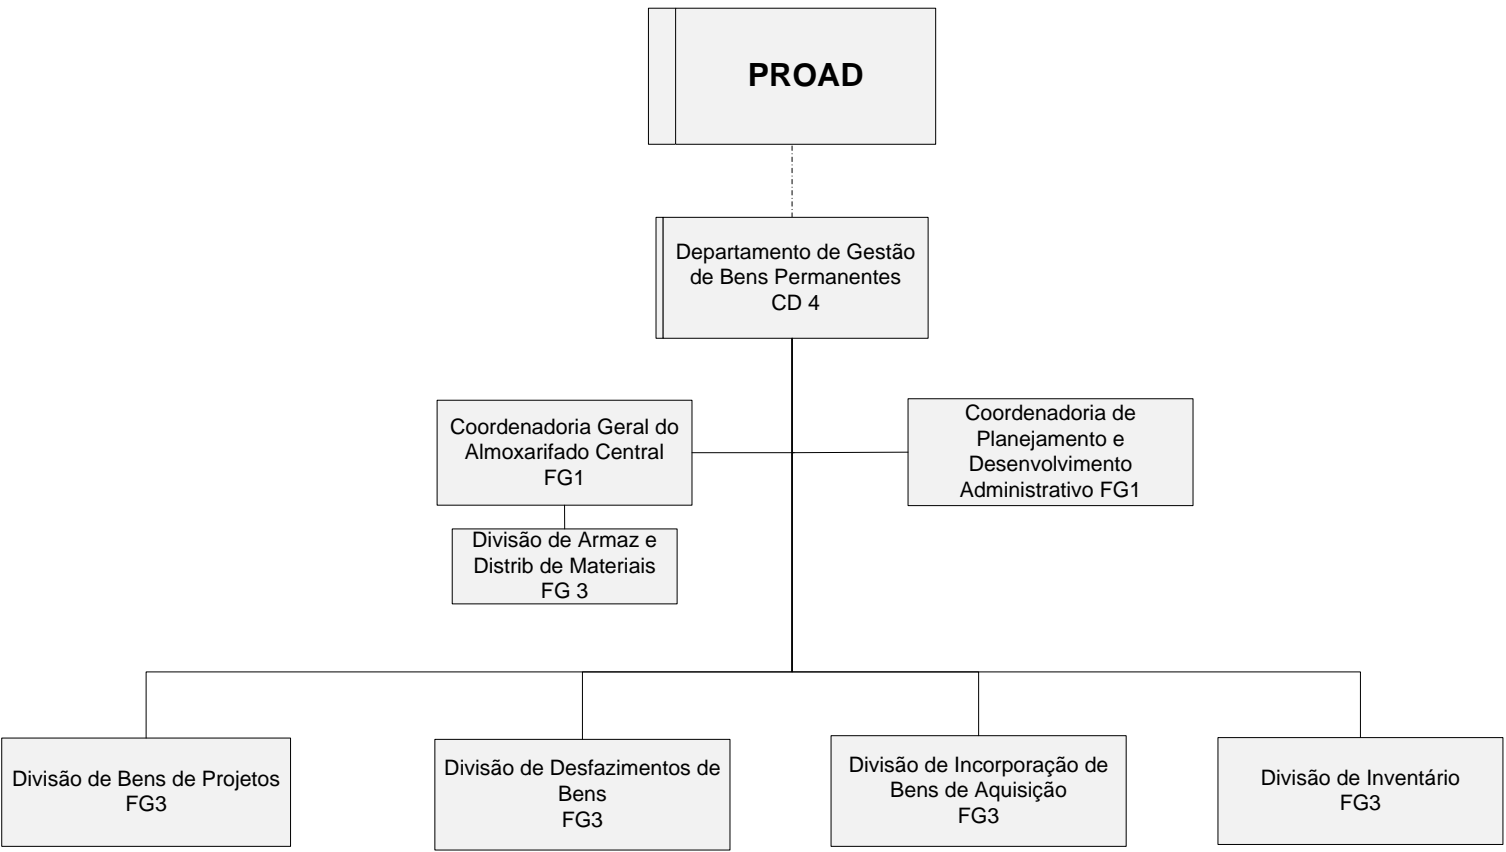 PROAD
Departamento de Gestão
de Bens Permanentes
CD 4
Coordenadoria Geral do
Almoxarifado Central
FG1
Coordenadoria de
Planejamento e
Desenvolvimento
Administrativo FG1
Divisão de Armaz e
Distrib de Materiais
FG 3
Divisão de Bens de Projetos
FG3
Divisão de Desfazimentos de
Bens
FG3
Divisão de Incorporação de
Bens de Aquisição
FG3
Divisão de Inventário
FG3